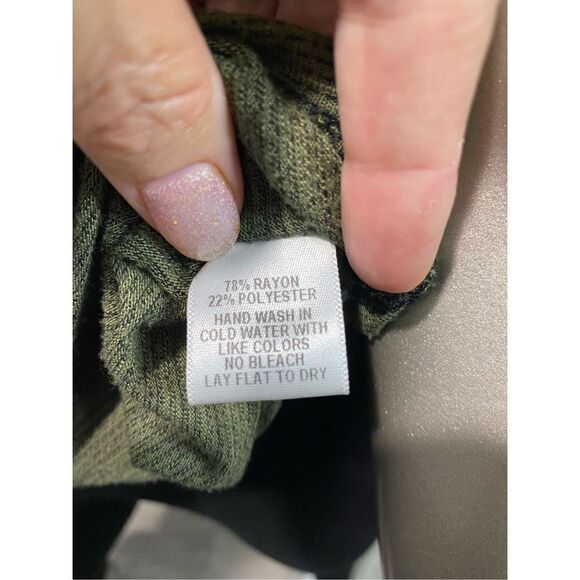 78% RAYON
22% POLYESTER
HAND WASH IN
COLD WATER WITH
LIKE COLORS
NO BLEACH
LAY FLAT TO DRY